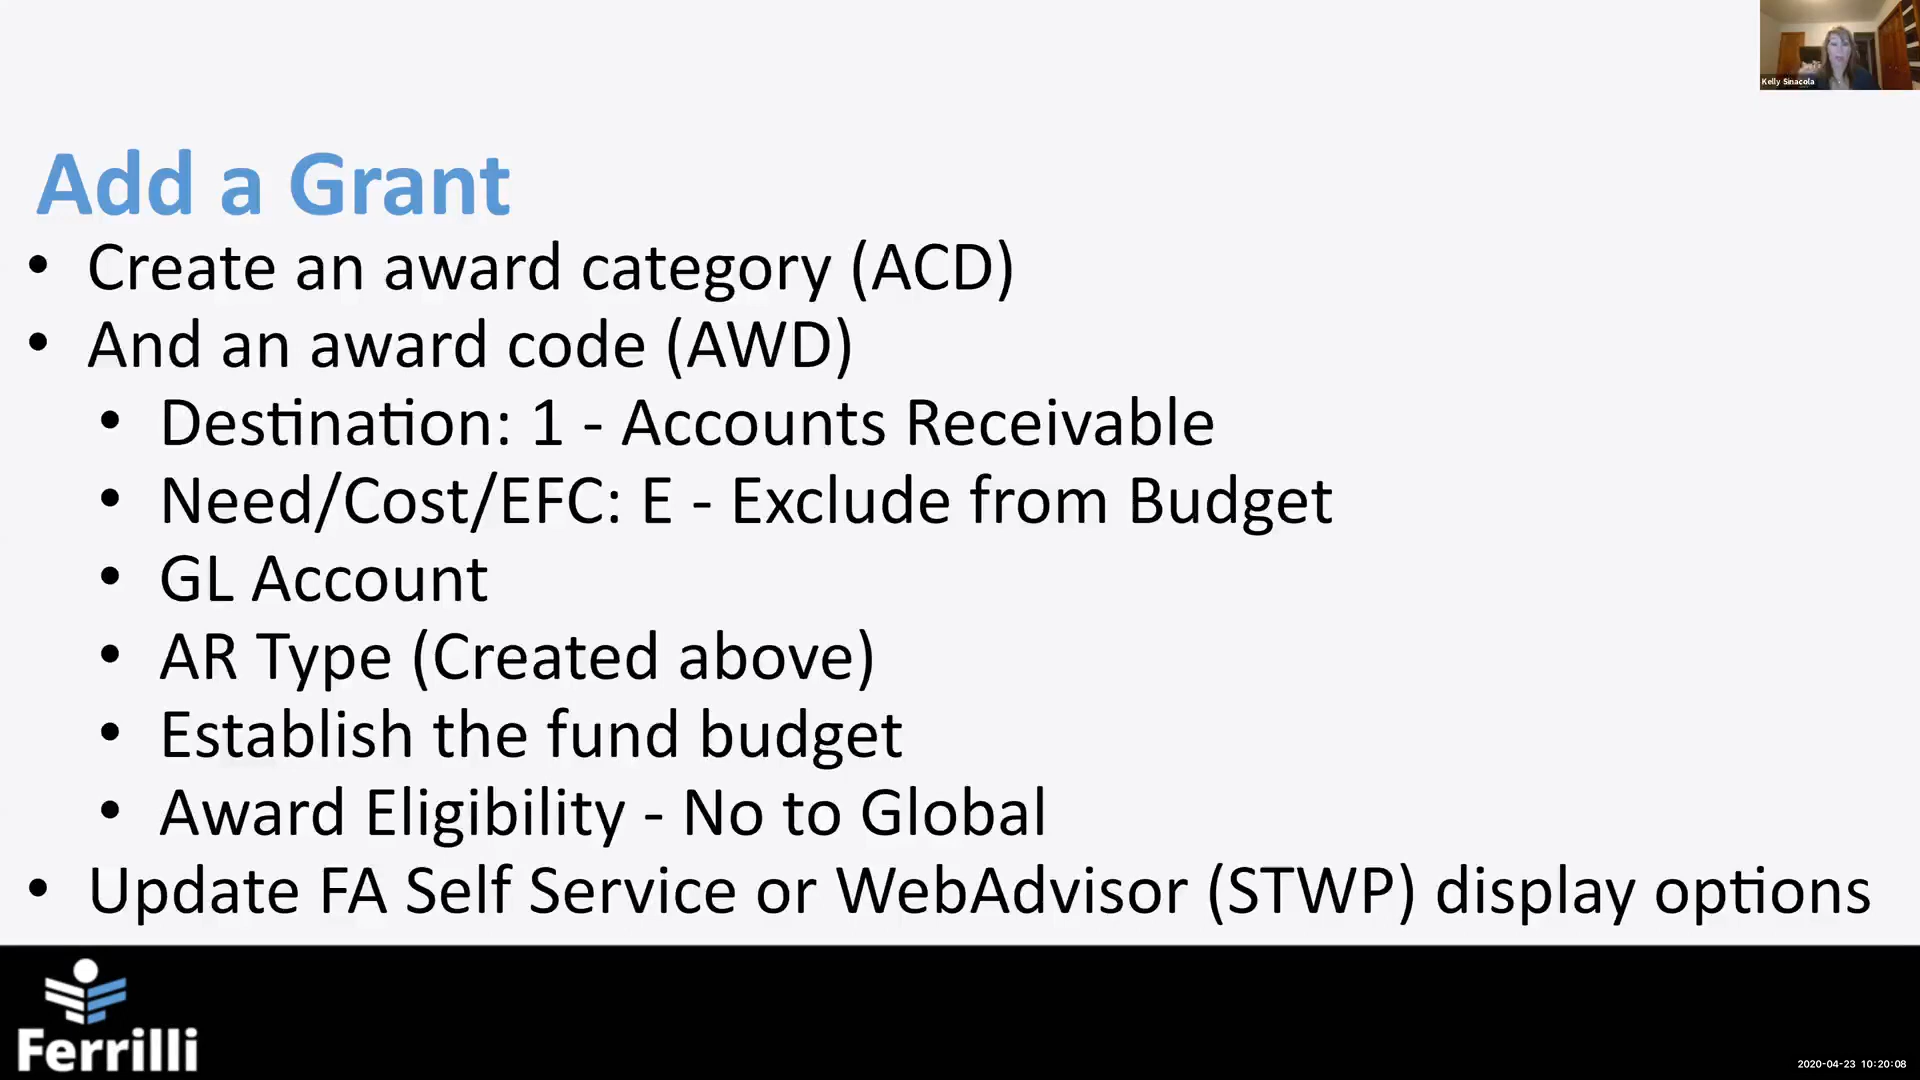 Kelly Sinacola
Add a Grant
• Create an award category (ACD)
• And an award code (AWD)
• Destination: 1 - Accounts Receivable
• Need/Cost/EFC: E - Exclude from Budget
• GL Account
• AR Type (Created above)
• Establish the fund budget
• Award Eligibility - No to Global
• Update FA Self Service or WebAdvisor (STWP) display options
Ferrilli
2020-04-23 10:20:08